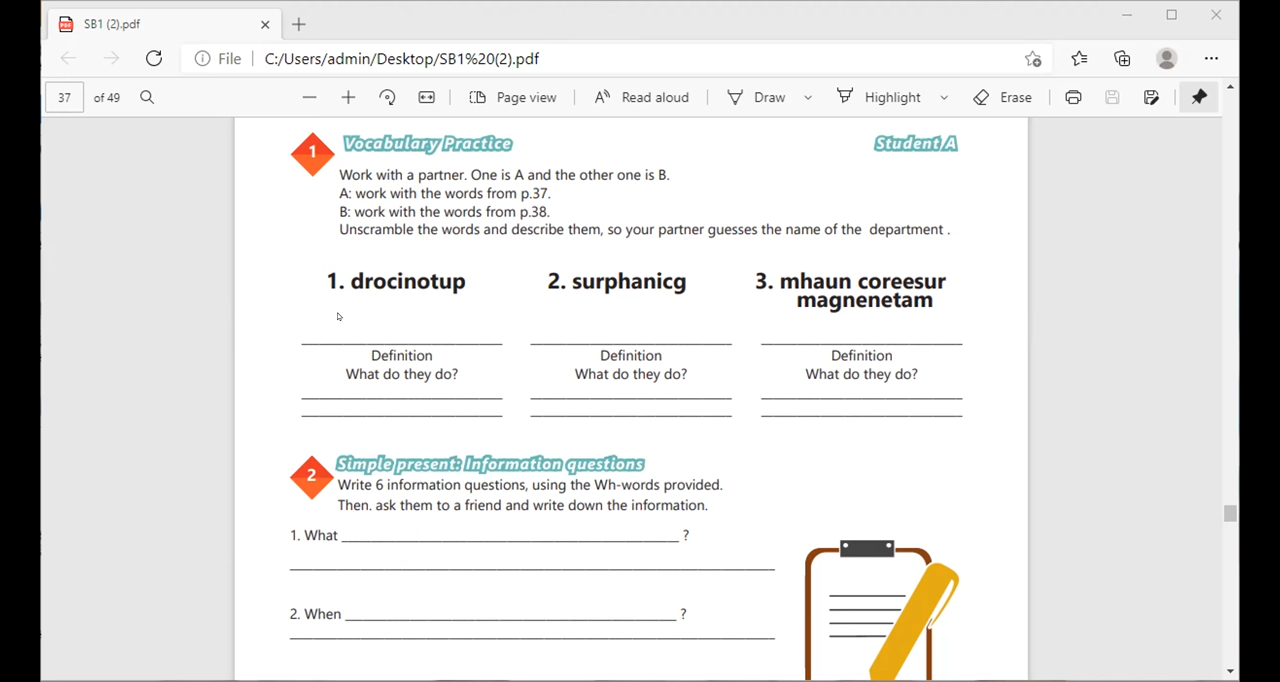 SB1 (2).pdf
File C:/Users/admin/Desktop/SB1%20(2).pdf
37 of 49 Page view Read aloud Draw Highlight Erase
1 Vocabulary Practice Student A
Work with a partner. One is A and the other one is B.
A: work with the words from p.37.
B: work with the words from p.38.
Unscramble the words and describe them, so your partner guesses the name of the department .
1. drocinotup 2. surphanicg 3. mhaun coreesur
magnenetam
Definition Definition Definition
What do they do? What do they do? What do they do?
2 Simple present: Information questions
Write 6 information questions, using the Wh-words provided.
Then. ask them to a friend and write down the information.
1. What ?
2. When ?